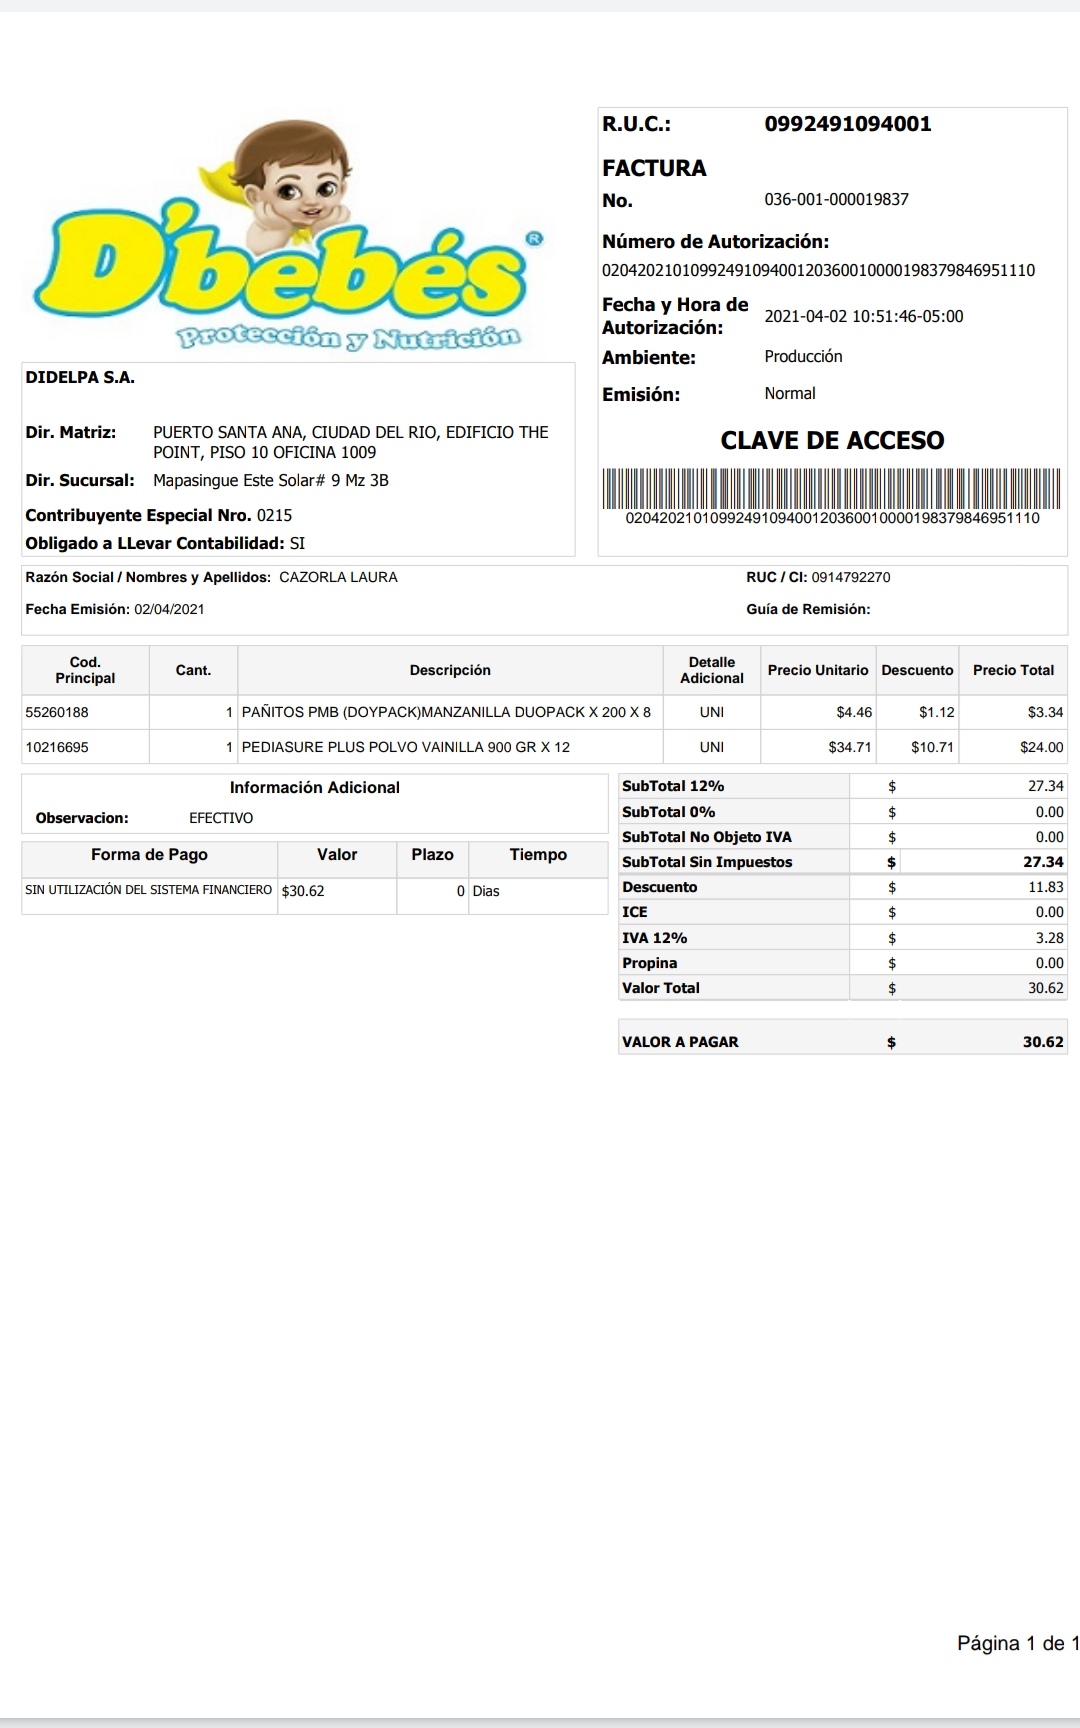 D'bebés®
Protección y Nutrición
R.U.C.: 0992491094001
FACTURA
No. 036-001-000019837
Número de Autorización:
0204202101099249109400120360010000198379846951110
Fecha y Hora de Autorización: 2021-04-02 10:51:46-05:00
Ambiente: Producción
Emisión: Normal
CLAVE DE ACCESO
0204202101099249109400120360010000198379846951110
DIDELPA S.A.
Dir. Matriz: PUERTO SANTA ANA, CIUDAD DEL RIO, EDIFICIO THE
POINT, PISO 10 OFICINA 1009
Dir. Sucursal: Mapasingue Este Solar# 9 Mz 3B
Contribuyente Especial Nro. 0215
Obligado a LLevar Contabilidad: SI
Razón Social / Nombres y Apellidos: CAZORLA LAURA RUC / CI: 0914792270
Fecha Emisión: 02/04/2021 Guía de Remisión:
Cod. Principal Cant. Descripción Detalle Adicional Precio Unitario Descuento Precio Total
55260188 1 PAÑITOS PMB (DOYPACK)MANZANILLA DUOPACK X 200 X 8 UNI $4.46 $1.12 $3.34
10216695 1 PEDIASURE PLUS POLVO VAINILLA 900 GR X 12 UNI $34.71 $10.71 $24.00
Información Adicional
Observacion: EFECTIVO
Forma de Pago Valor Plazo Tiempo
SIN UTILIZACIÓN DEL SISTEMA FINANCIERO $30.62 0 Dias
SubTotal 12% $ 27.34
SubTotal 0% $ 0.00
SubTotal No Objeto IVA $ 0.00
SubTotal Sin Impuestos $ 27.34
Descuento $ 11.83
ICE $ 0.00
IVA 12% $ 3.28
Propina $ 0.00
Valor Total $ 30.62
VALOR A PAGAR $ 30.62
Página 1 de 1